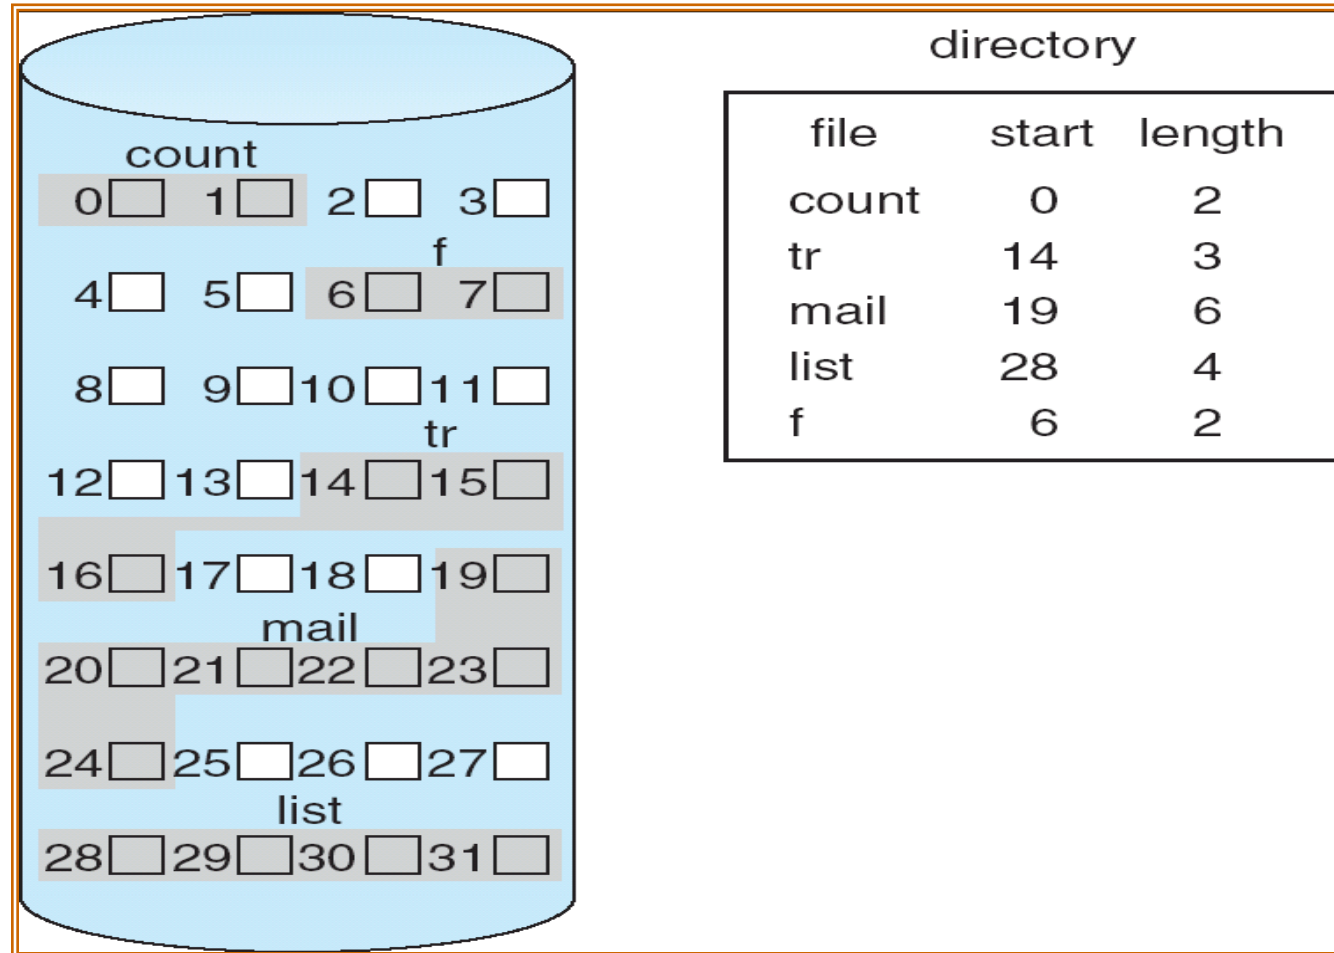 count
0 1 2 3
f
4 5 6 7
8 9 10 11
tr
12 13 14 15
16 17 18 19
mail
20 21 22 23
24 25 26 27
list
28 29 30 31
directory
file start length
count 0 2
tr 14 3
mail 19 6
list 28 4
f 6 2